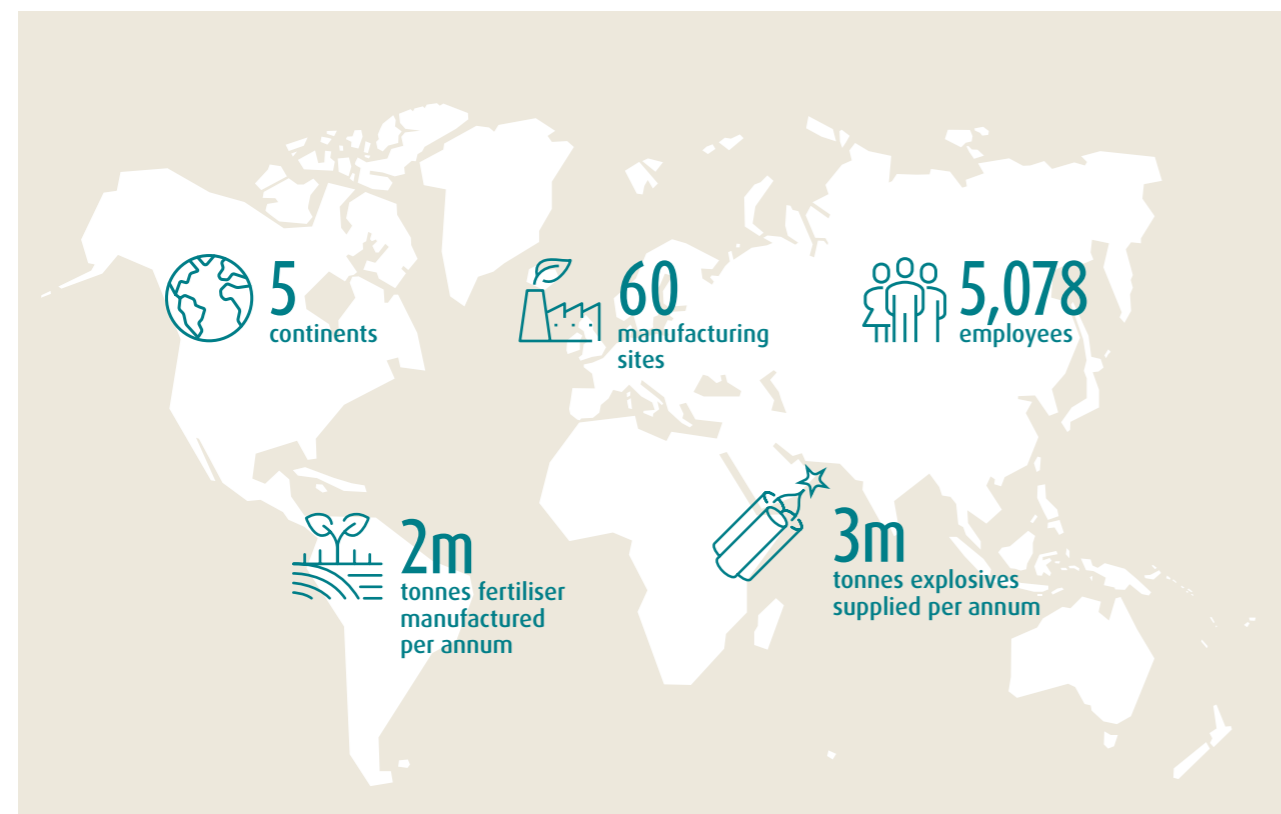 5
continents
60
manufacturing
sites
5,078
employees
2m
tonnes fertiliser
manufactured
per annum
3m
tonnes explosives
supplied per annum